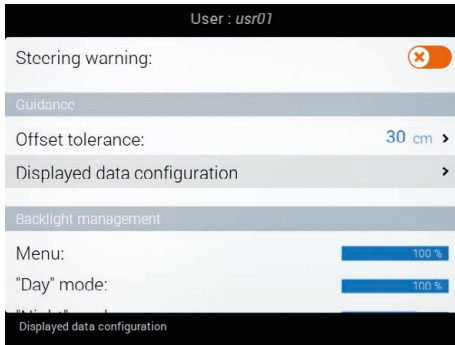 User : usr01
Steering warning:
Guidance
Offset tolerance: 30 cm >
Displayed data configuration >
Backlight management
Menu: 100 %
"Day" mode: 100 %
Displayed data configuration